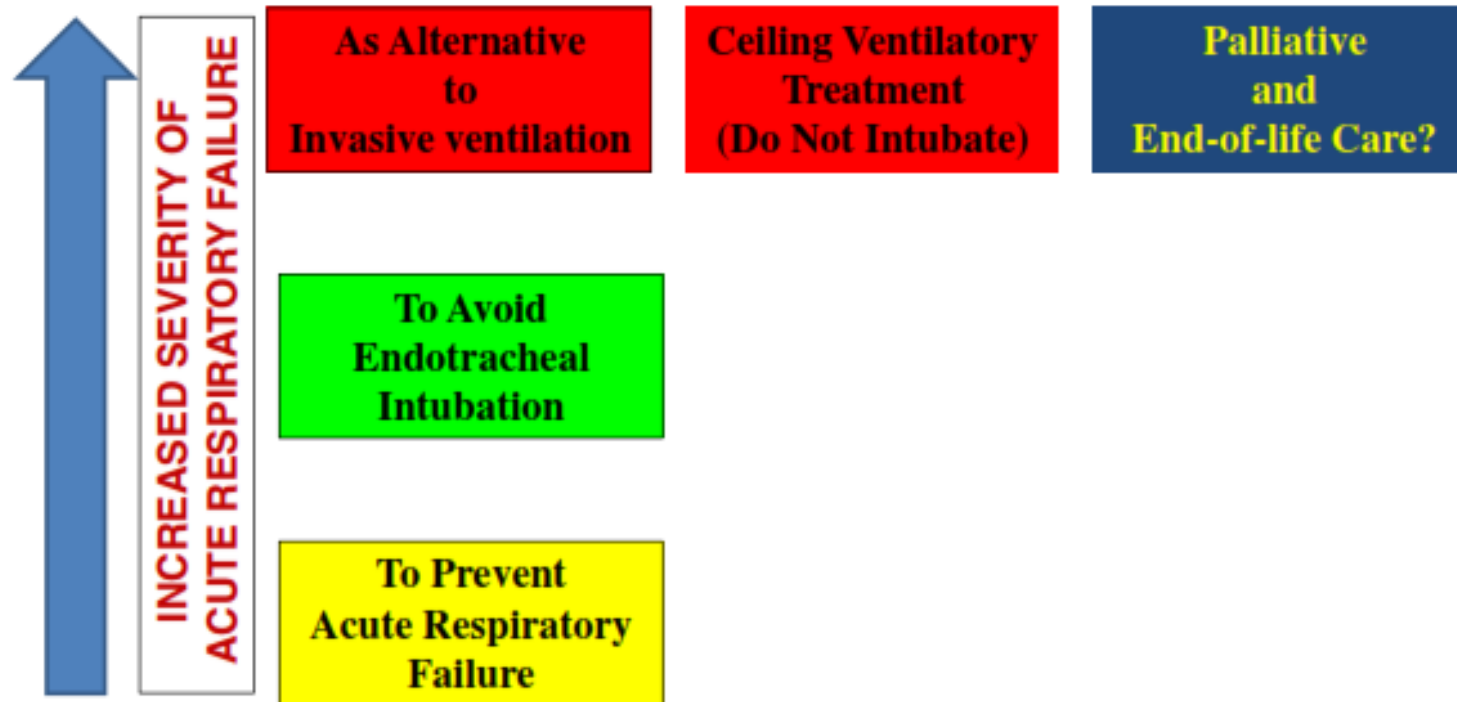 INCREASED SEVERITY OF
ACUTE RESPIRATORY FAILURE
As Alternative
to
Invasive ventilation
Ceiling Ventilatory
Treatment
(Do Not Intubate)
Palliative
and
End-of-life Care?
To Avoid
Endotracheal
Intubation
To Prevent
Acute Respiratory
Failure